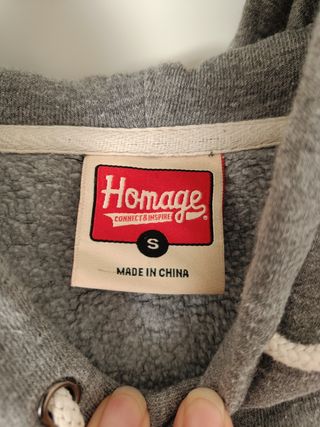 Homage
CONNECT & INSPIRE
®
S
MADE IN CHINA